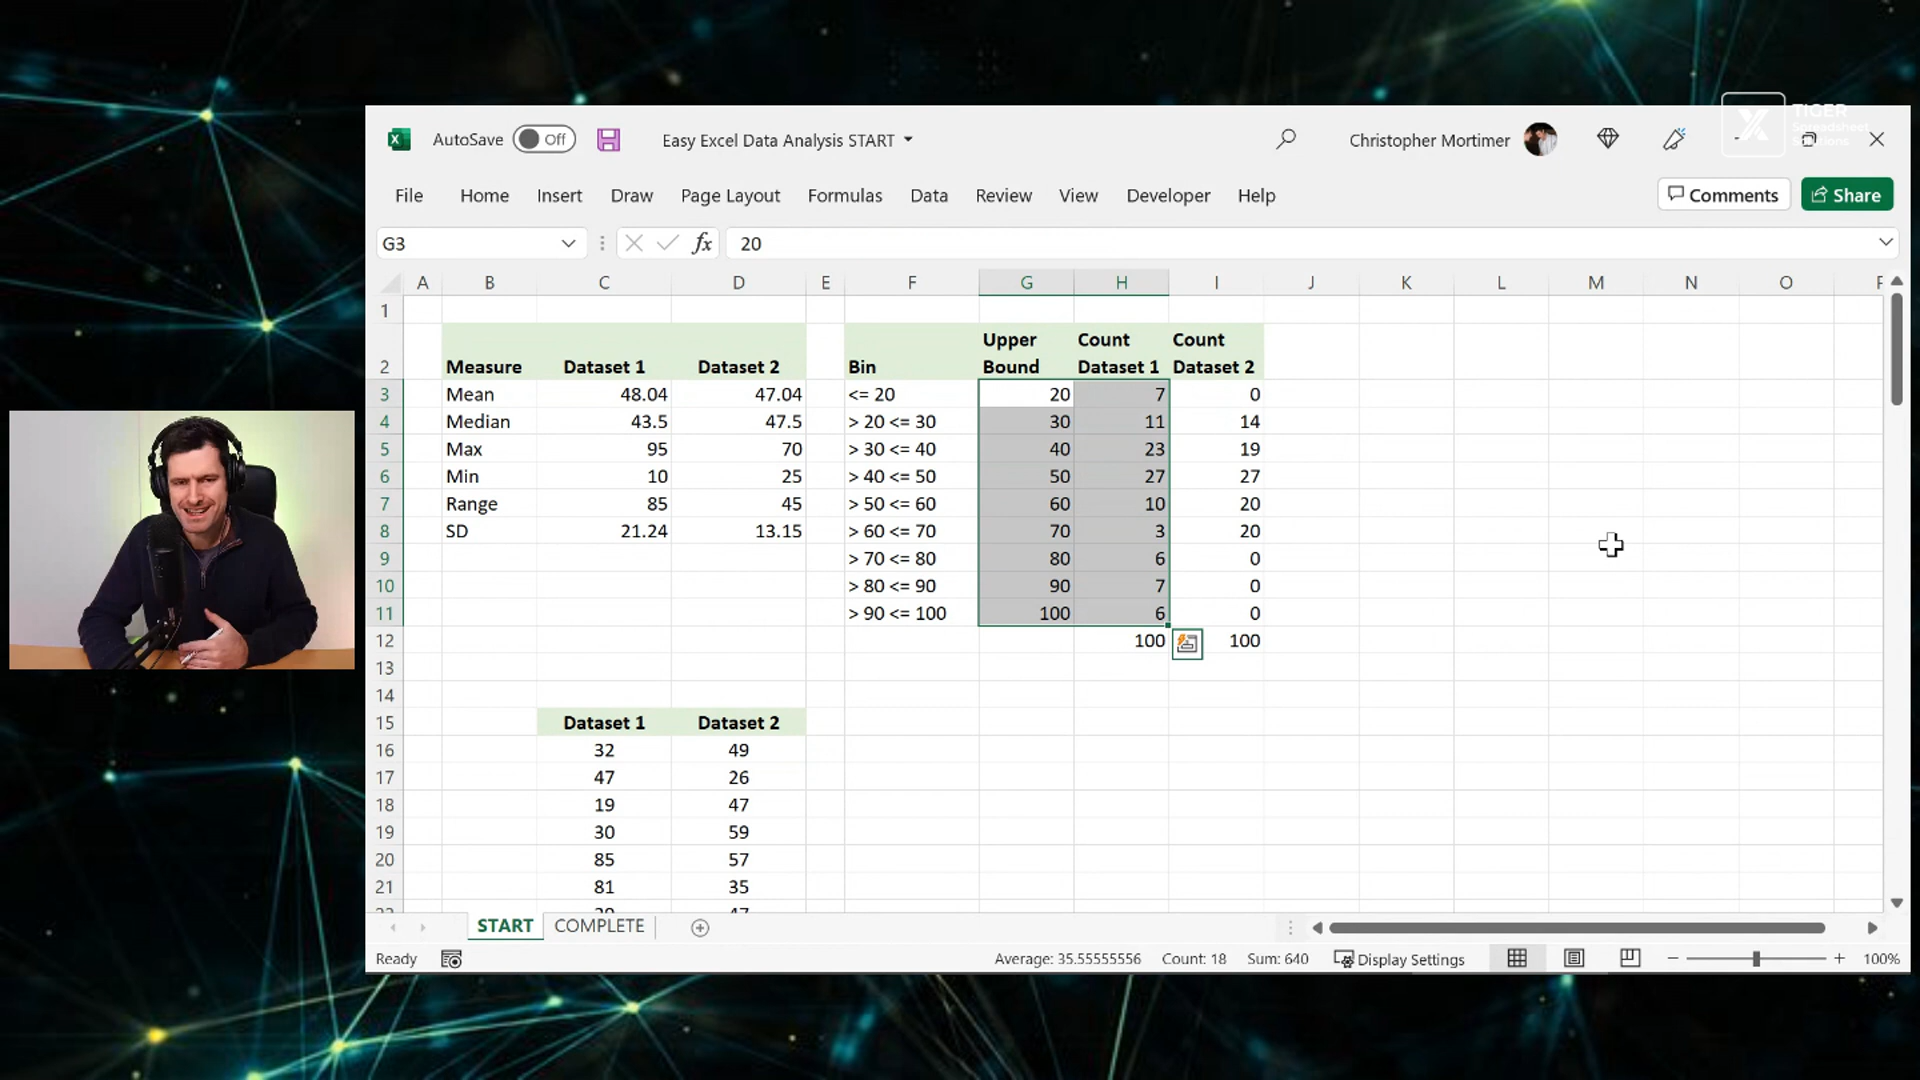 TIGER
Spreadsheet
Solutions
AutoSave Off Easy Excel Data Analysis START Christopher Mortimer
File Home Insert Draw Page Layout Formulas Data Review View Developer Help Comments Share
G3 fx 20
A B C D E F G H I J K L M N O
1
Upper Count Count
2 Measure Dataset 1 Dataset 2 Bin Bound Dataset 1 Dataset 2
3 Mean 48.04 47.04 <= 20 20 7 0
4 Median 43.5 47.5 > 20 <= 30 30 11 14
5 Max 95 70 > 30 <= 40 40 23 19
6 Min 10 25 > 40 <= 50 50 27 27
7 Range 85 45 > 50 <= 60 60 10 20
8 SD 21.24 13.15 > 60 <= 70 70 3 20
9 > 70 <= 80 80 6 0
10 > 80 <= 90 90 7 0
11 > 90 <= 100 100 6 0
12 100 100
13
14
15 Dataset 1 Dataset 2
16 32 49
17 47 26
18 19 47
19 30 59
20 85 57
21 81 35
START COMPLETE
Ready Average: 35.55555556 Count: 18 Sum: 640 Display Settings 100%